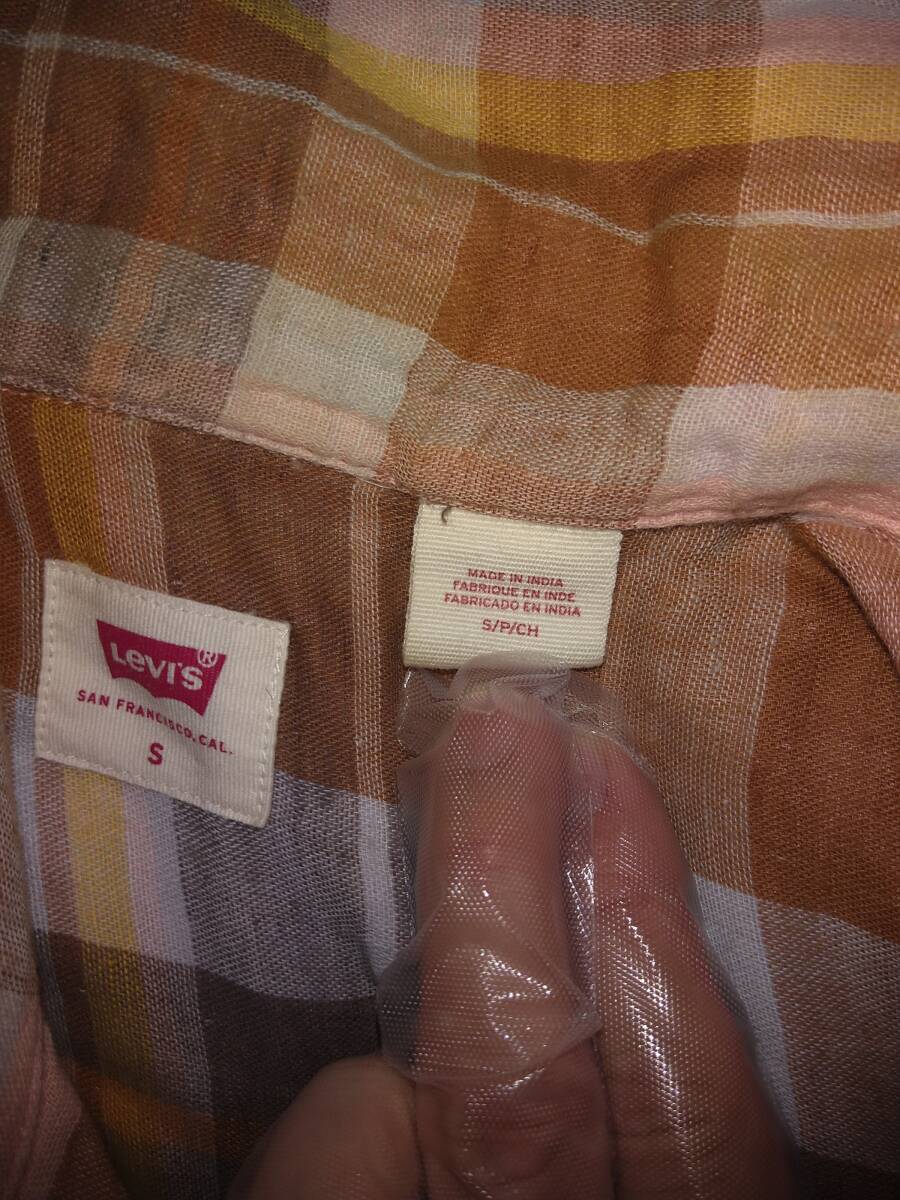 LEVI'S®
SAN FRANCISCO, CAL.
S
MADE IN INDIA
FABRIQUE EN INDE
FABRICADO EN INDIA
S/P/CH